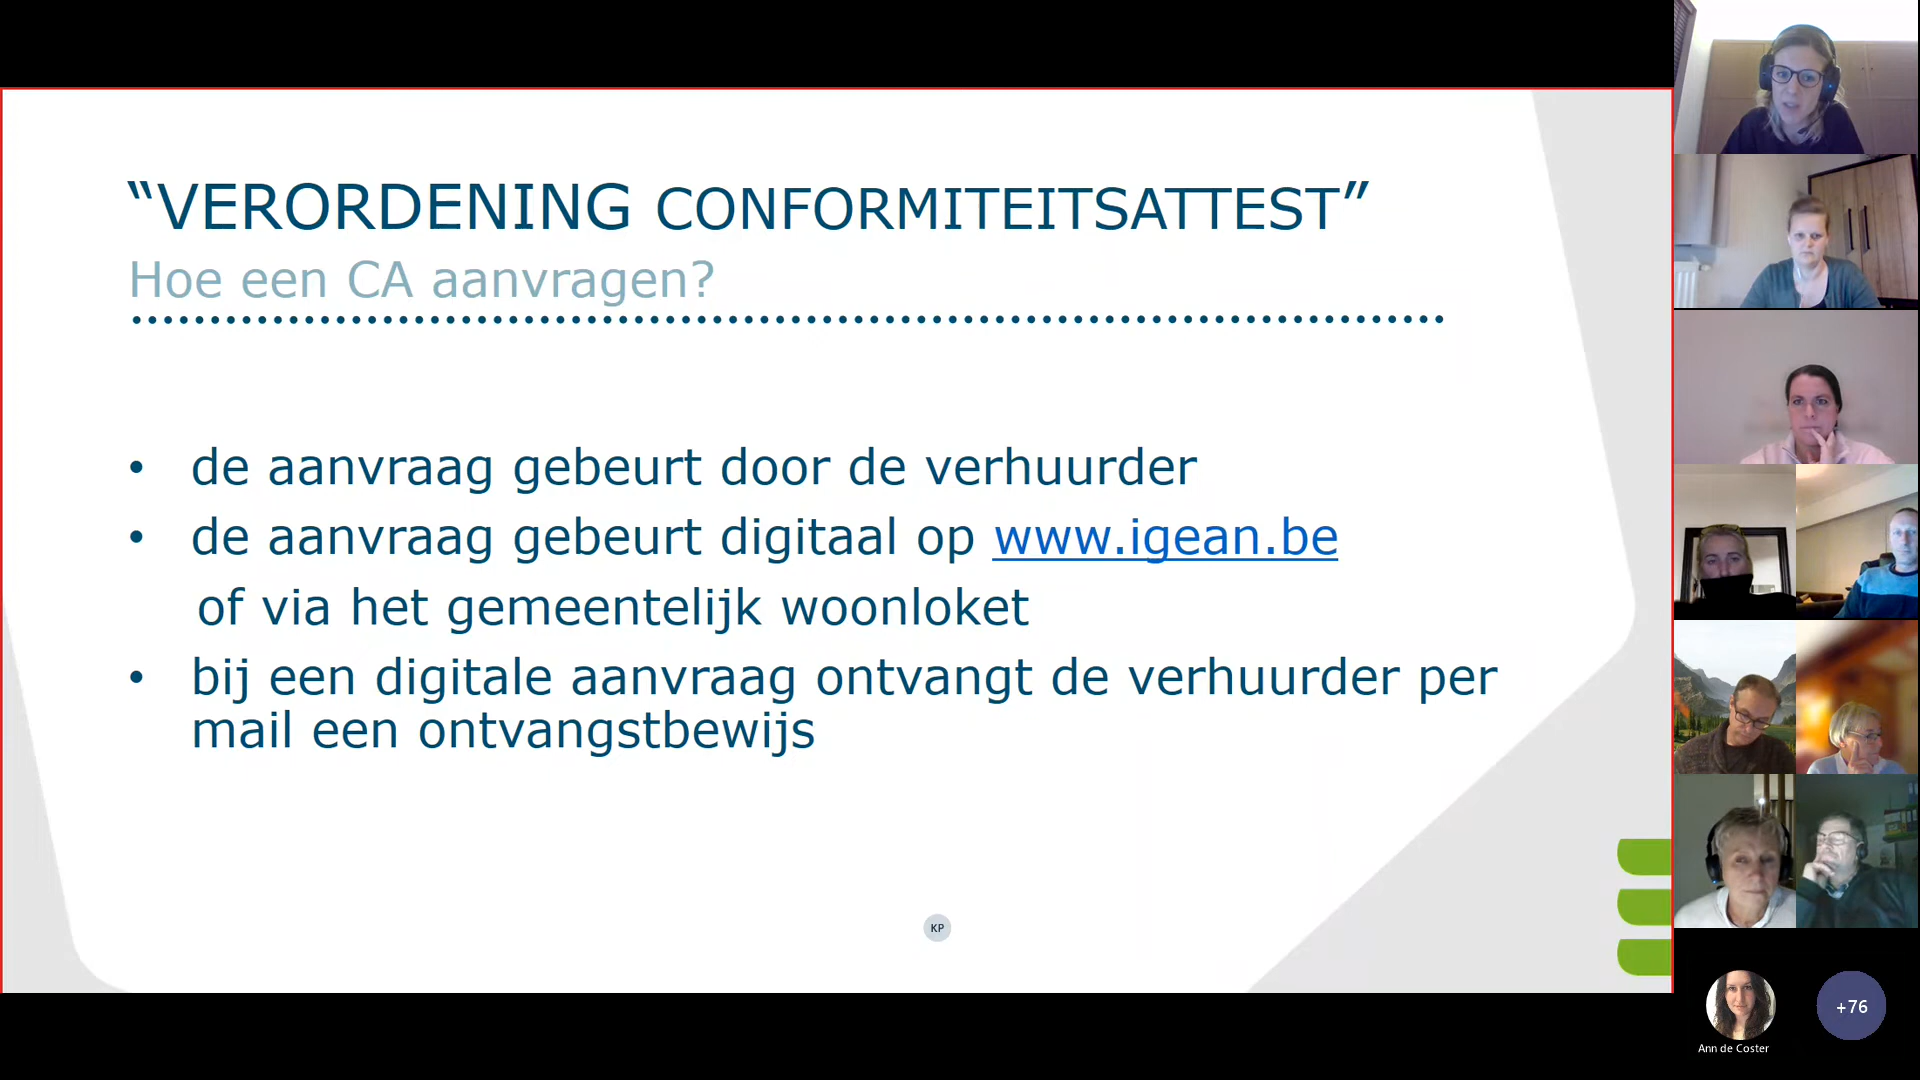 “VERORDENING CONFORMITEITSATTEST”
Hoe een CA aanvragen?
• de aanvraag gebeurt door de verhuurder
• de aanvraag gebeurt digitaal op www.igean.be
of via het gemeentelijk woonloket
• bij een digitale aanvraag ontvangt de verhuurder per
mail een ontvangstbewijs
KP
+76
Ann de Coster